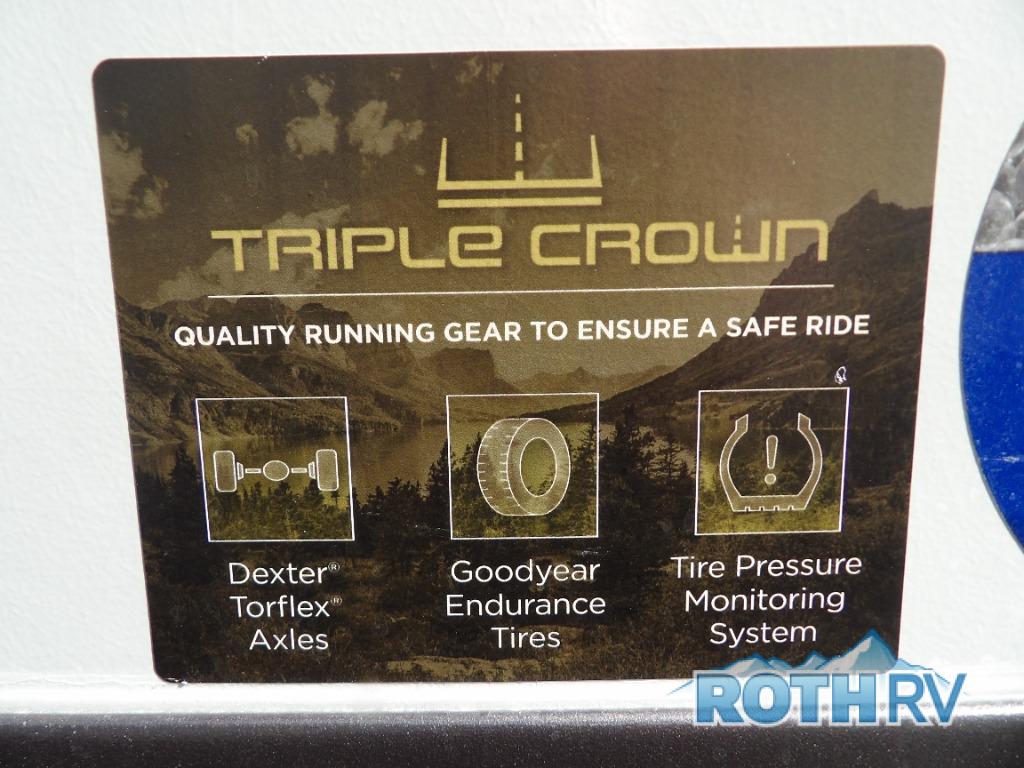 TRIPLE CROWN
QUALITY RUNNING GEAR TO ENSURE A SAFE RIDE
Dexter®
Torflex®
Axles
Goodyear
Endurance
Tires
Tire Pressure
Monitoring
System
ROTH RV